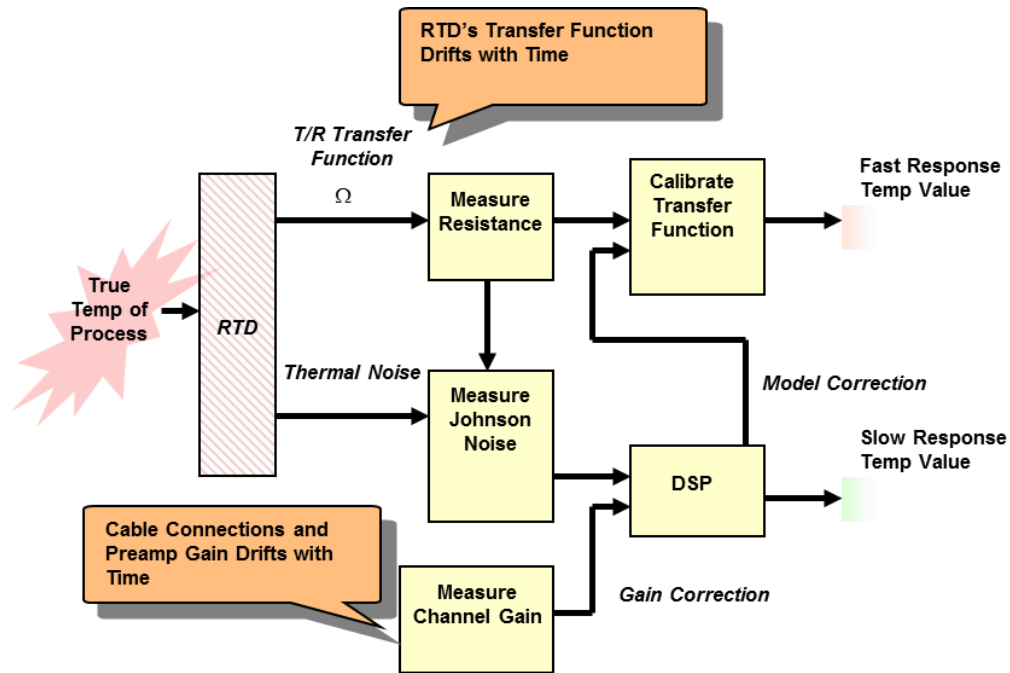 RTD's Transfer Function
Drifts with Time
T/R Transfer
Function
Ω
Measure
Resistance
Calibrate
Transfer
Function
Fast Response
Temp Value
True
Temp of
Process
RTD
Thermal Noise
Measure
Johnson
Noise
Model Correction
DSP
Slow Response
Temp Value
Cable Connections and
Preamp Gain Drifts with
Time
Measure
Channel Gain
Gain Correction